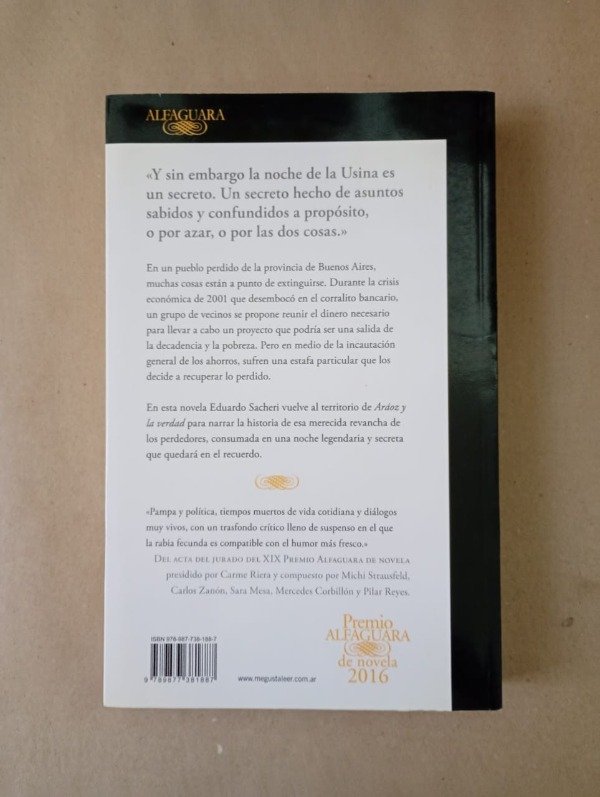 ALFAGUARA
«Y sin embargo la noche de la Usina es
un secreto. Un secreto hecho de asuntos
sabidos y confundidos a propósito,
o por azar, o por las dos cosas.»
En un pueblo perdido de la provincia de Buenos Aires,
muchas cosas están a punto de extinguirse. Durante la crisis
económica de 2001 que desembocó en el corralito bancario,
un grupo de vecinos se propone reunir el dinero necesario
para llevar a cabo un proyecto que podría ser una salida de
la decadencia y la pobreza. Pero en medio de la incautación
general de los ahorros, sufren una estafa particular que los
decide a recuperar lo perdido.
En esta novela Eduardo Sacheri vuelve al territorio de Aráoz y
la verdad para narrar la historia de esa merecida revancha de
los perdedores, consumada en una noche legendaria y secreta
que quedará en el recuerdo.
«Pampa y política, tiempos muertos de vida cotidiana y diálogos
muy vivos, con un trasfondo crítico lleno de suspenso en el que
la rabia fecunda es compatible con el humor más fresco.»
Del acta del jurado del XIX Premio Alfaguara de novela
presidido por Carme Riera y compuesto por Michi Strausfeld,
Carlos Zanón, Sara Mesa, Mercedes Corbillón y Pilar Reyes.
ISBN 978-987-738-188-7
9 789877 381887
www.megustaleer.com.ar
Premio
ALFAGUARA
de novela
2016